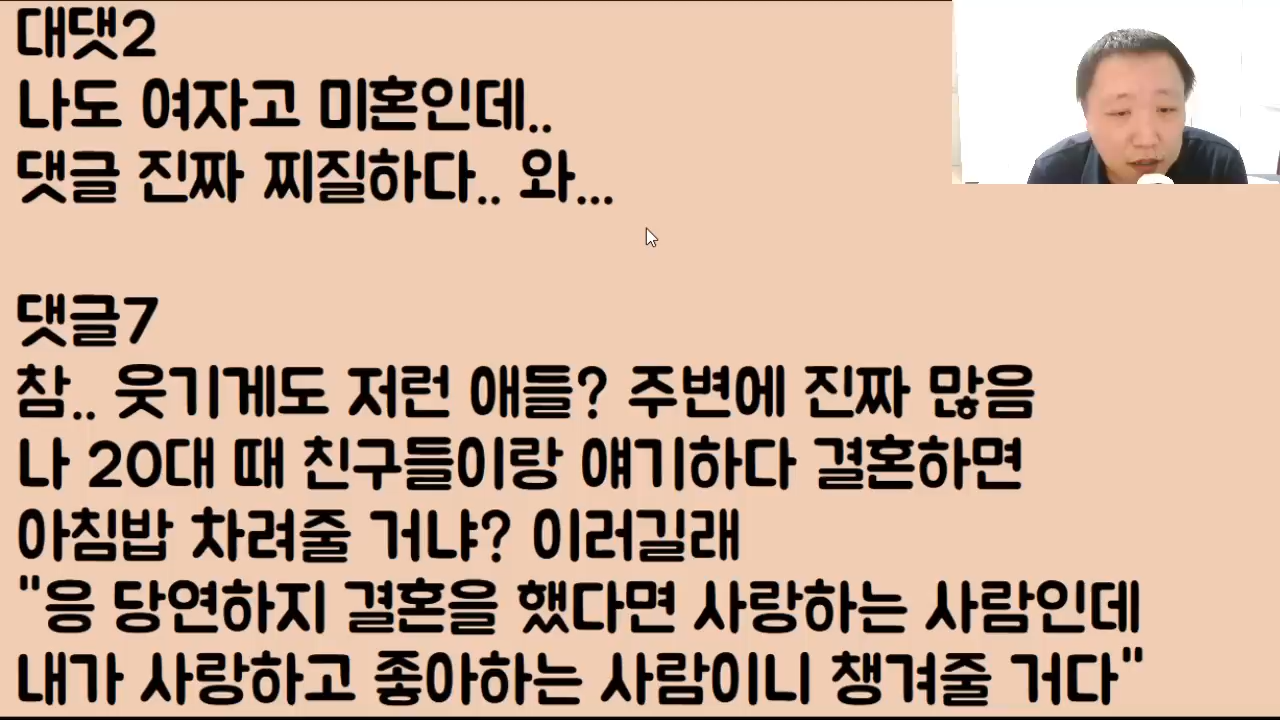 대댓2
나도 여자고 미혼인데..
댓글 진짜 찌질하다.. 와...
댓글7
참.. 웃기게도 저런 애들? 주변에 진짜 많음
나 20대 때 친구들이랑 얘기하다 결혼하면
아침밥 차려줄 거냐? 이러길래
"응 당연하지 결혼을 했다면 사랑하는 사람인데
내가 사랑하고 좋아하는 사람이니 챙겨줄 거다"